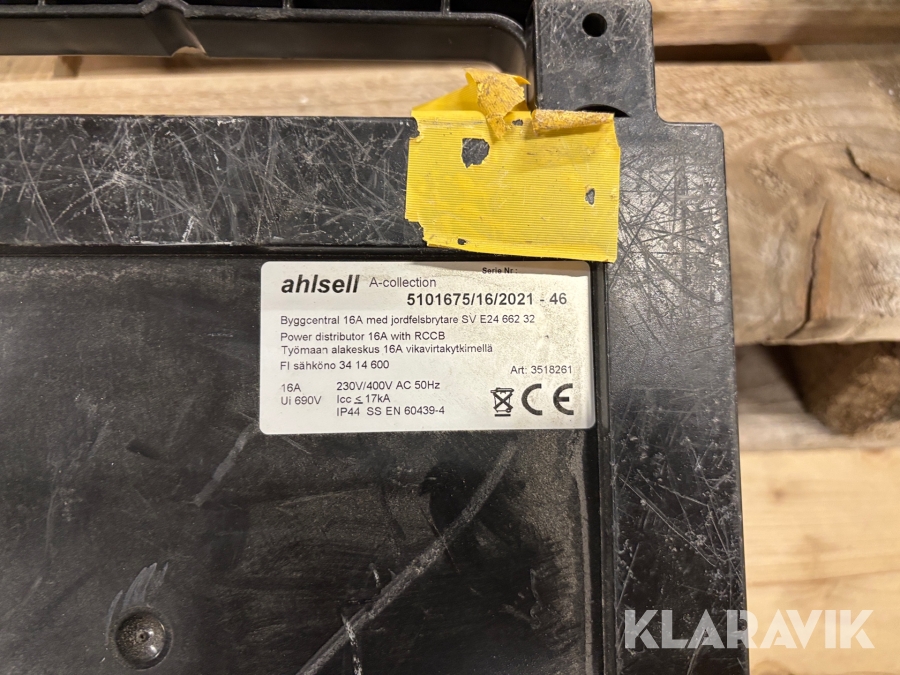 Serie Nr :
ahlsell A-collection
5101675/16/2021 - 46
Byggcentral 16A med jordfelsbrytare SV E24 662 32
Power distributor 16A with RCCB
Työmaan alakeskus 16A vikavirtakytkimellä
FI sähköno 34 14 600
Art: 3518261
16A 230V/400V AC 50Hz
Ui 690V Icc ≤ 17kA
IP44 SS EN 60439-4
CE
KLARAVIK